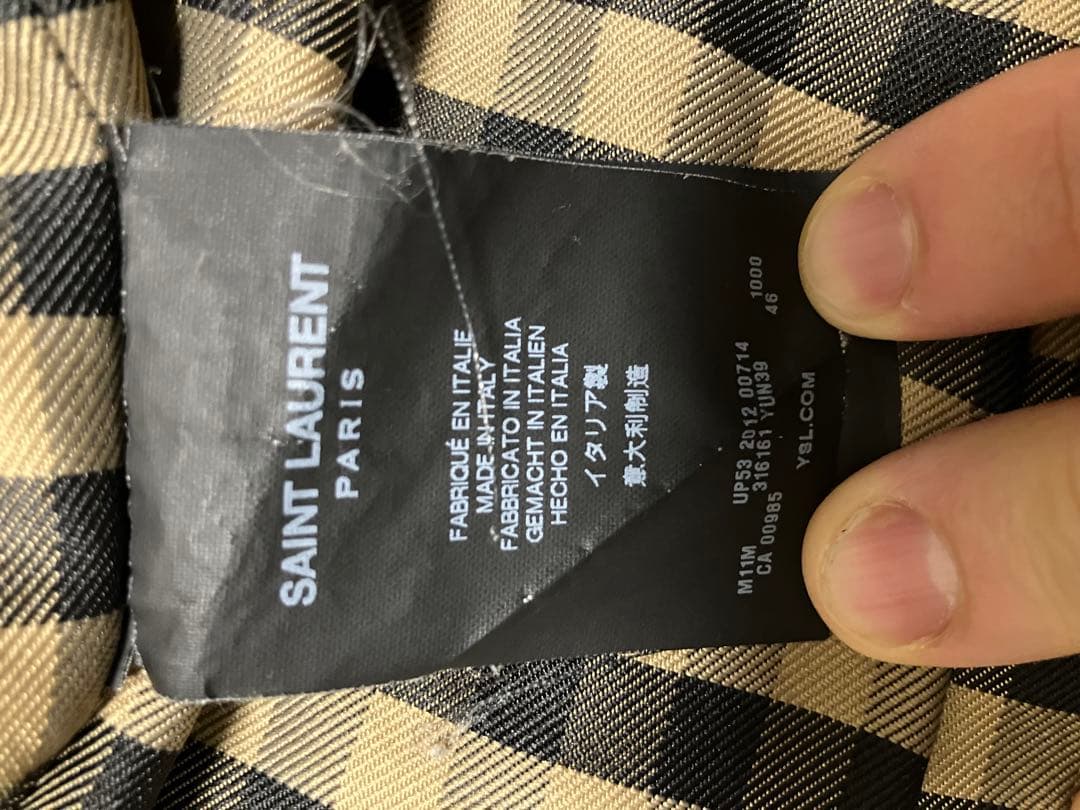 SAINT LAURENT
PARIS
FABRIQUÉ EN ITALIE
MADE IN ITALY
FABBRICATO IN ITALIA
GEMACHT IN ITALIEN
HECHO EN ITALIA
イタリア製
意大利制造
M11M UP53 2012 00714 1000
CA 00985 316161 YUN39 46
YSL.COM